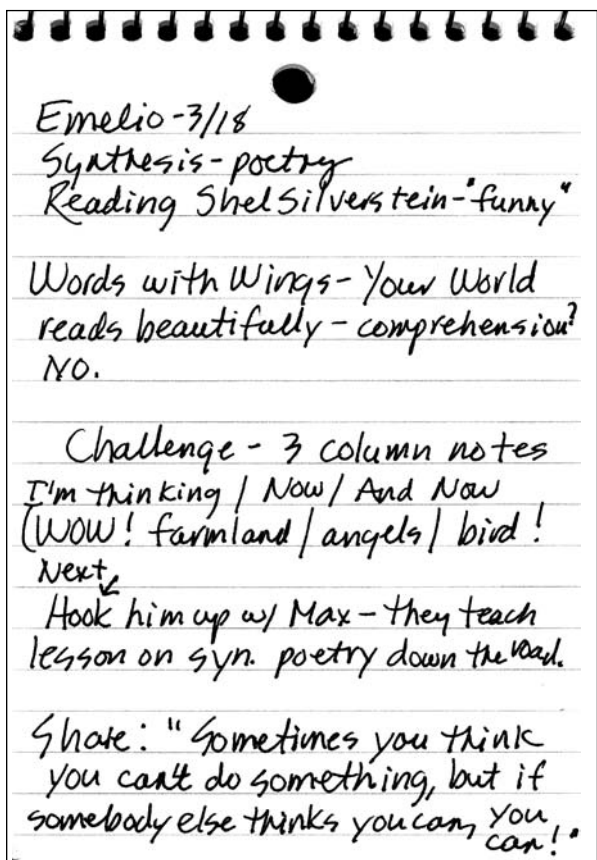 Emelio - 3/18
Synthesis - poetry
Reading Shel Silverstein - "funny"
Words with Wings - Your World
reads beautifully - comprehension?
NO.
Challenge - 3 column notes
I'm thinking / Now / And Now
(WOW! farmland / angels / bird!
Next
Hook him up w/ Max - they teach
lesson on syn. poetry down the road.
Share: "Sometimes you think
you can't do something, but if
somebody else thinks you can, you
can!"